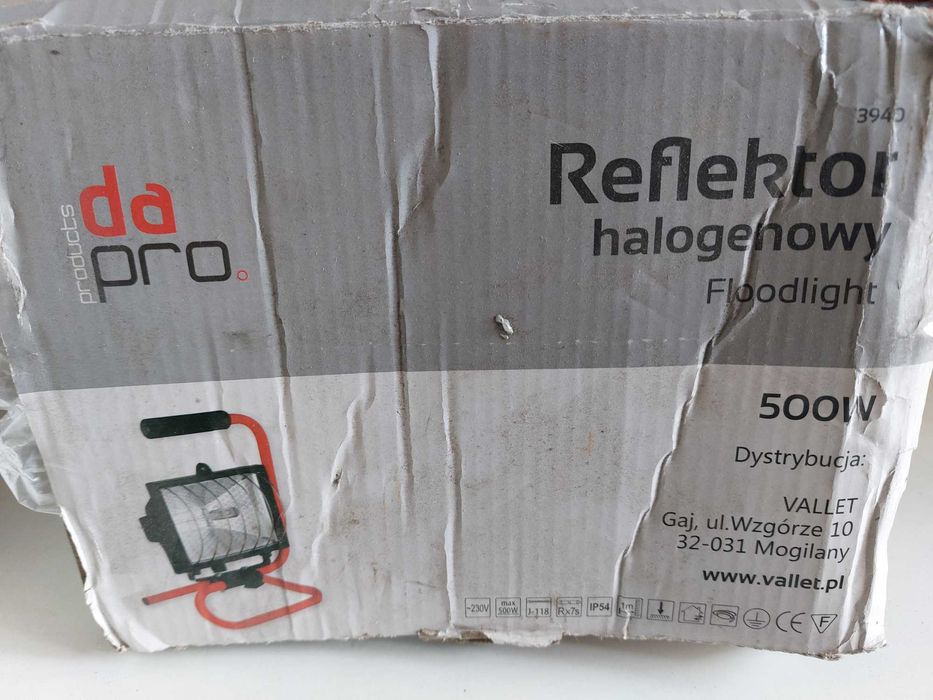 3940
Reflektor
halogenowy
Floodlight
products
da
pro
500W
Dystrybucja:
VALLET
Gaj, ul.Wzgórze 10
32-031 Mogilany
www.vallet.pl
~230V
max
500W
J-118
Rx7s
IP54
1m
CE
F